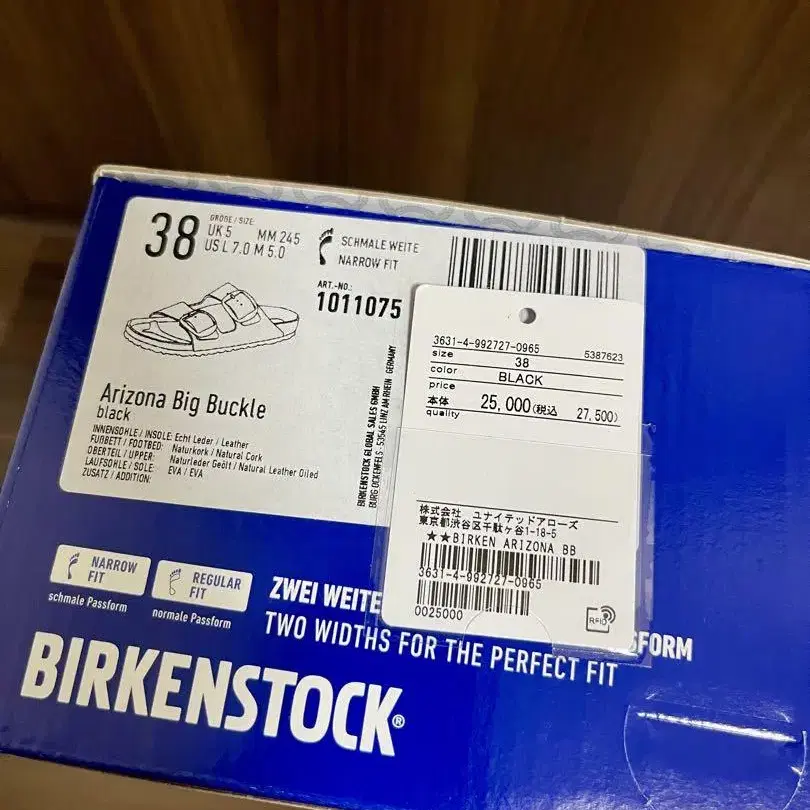 38
GRÖßE / SIZE
UK 5 MM 245
US L 7.0 M 5.0
SCHMALE WEITE
NARROW FIT
ART.-NO.:
1011075
Arizona Big Buckle
black
INNENSOHLE / INSOLE: Echt Leder / Leather
FUßBETT / FOOTBED: Naturkork / Natural Cork
OBERTEIL / UPPER: Naturleder Geölt / Natural Leather Oiled
LAUFSOHLE / SOLE: EVA / EVA
ZUSATZ / ADDITION:
BIRKENSTOCK GLOBAL SALES GMBH
BURG OCKENFELS · 53545 LINZ AM RHEIN · GERMANY
3631-4-992727-0965
size 38 5387623
color BLACK
price
本体 25,000(税込 27,500)
quality
株式会社 ユナイテッドアローズ
東京都渋谷区千駄ケ谷1-18-5
★★BIRKEN ARIZONA BB
3631-4-992727-0965
0025000
RFID
NARROW FIT
schmale Passform
REGULAR FIT
normale Passform
ZWEI WEITE
SFORM
TWO WIDTHS FOR THE PERFECT FIT
BIRKENSTOCK®